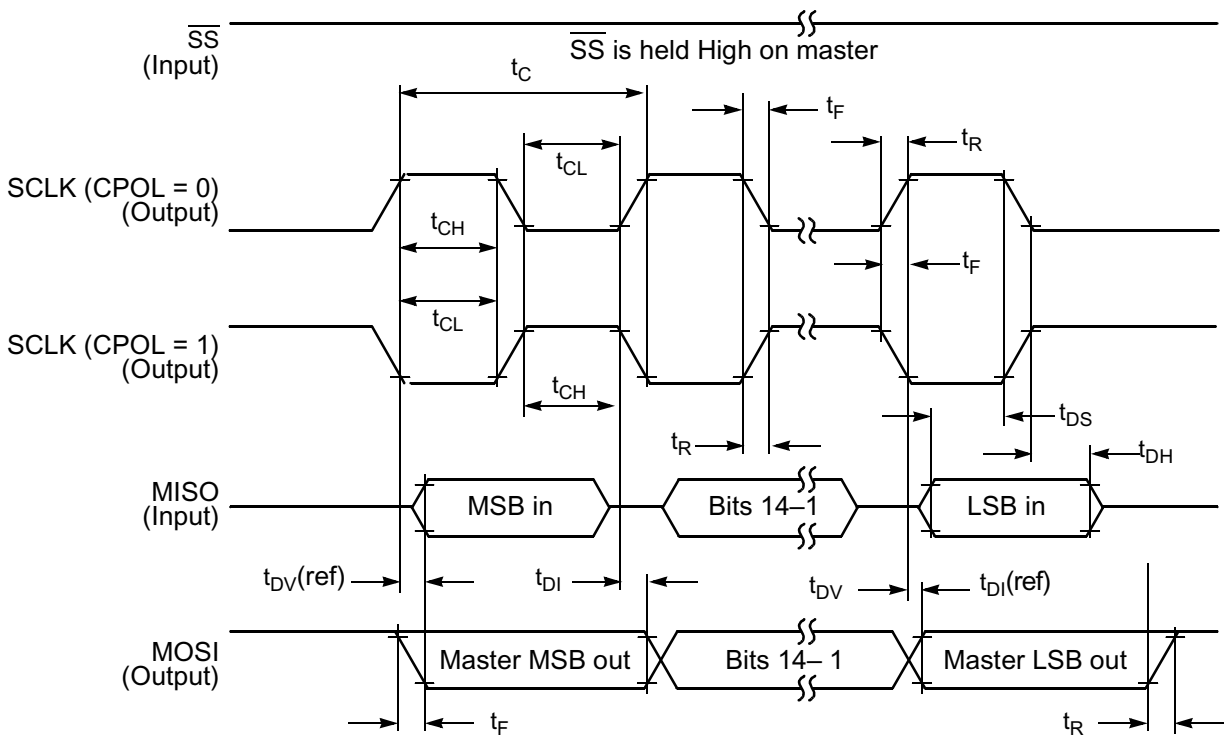 SS
(Input)
SS is held High on master
tC
tF
tR
tCL
SCLK (CPOL = 0)
(Output)
tCH
tF
tCL
SCLK (CPOL = 1)
(Output)
tCH
tDS
tR
tDH
MISO
(Input)
MSB in
Bits 14–1
LSB in
tDV(ref)
tDI
tDV
tDI(ref)
MOSI
(Output)
Master MSB out
Bits 14– 1
Master LSB out
tF
tR